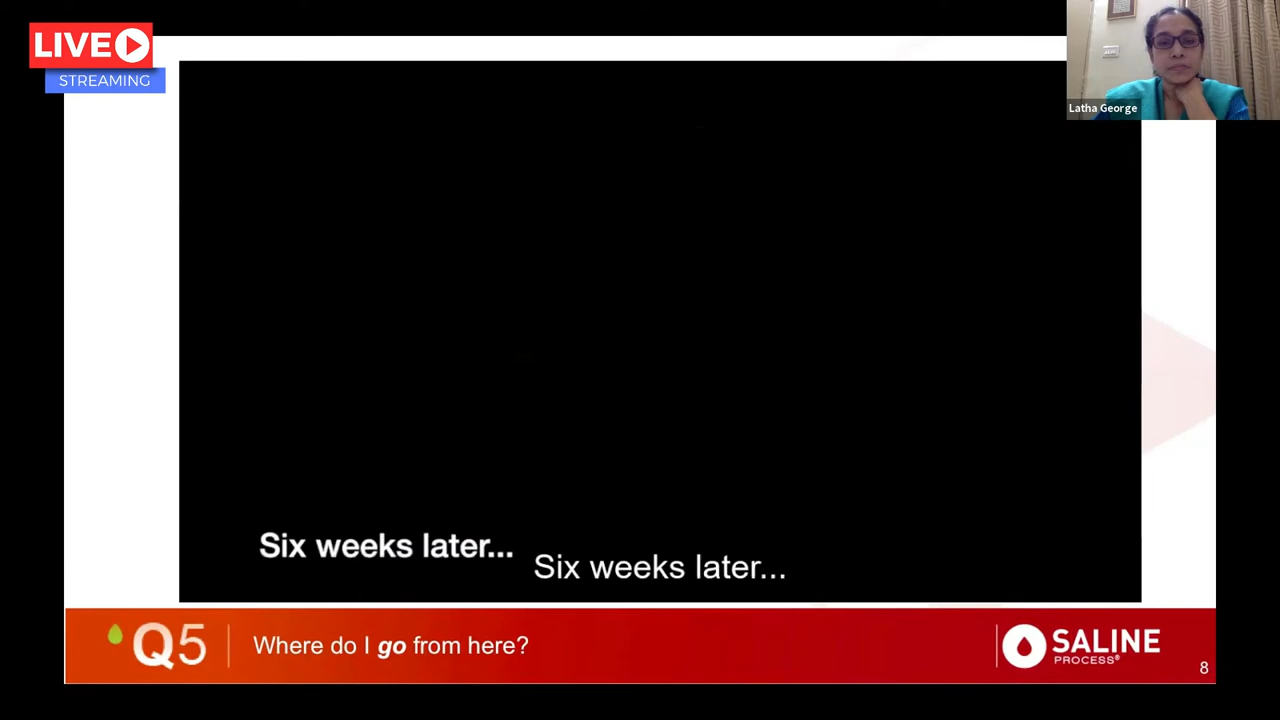 LIVE
STREAMING
Latha George
Six weeks later...
Six weeks later...
Q5
Where do I go from here?
SALINE
PROCESS®
8